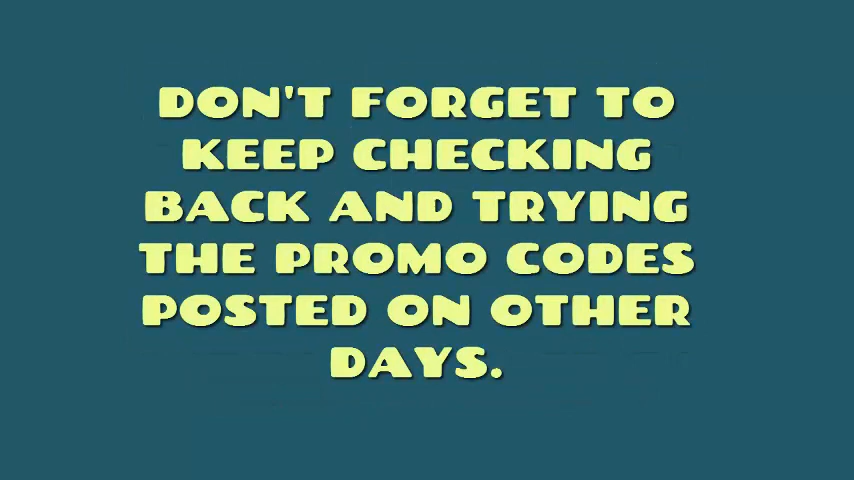 DON'T FORGET TO
KEEP CHECKING
BACK AND TRYING
THE PROMO CODES
POSTED ON OTHER
DAYS.